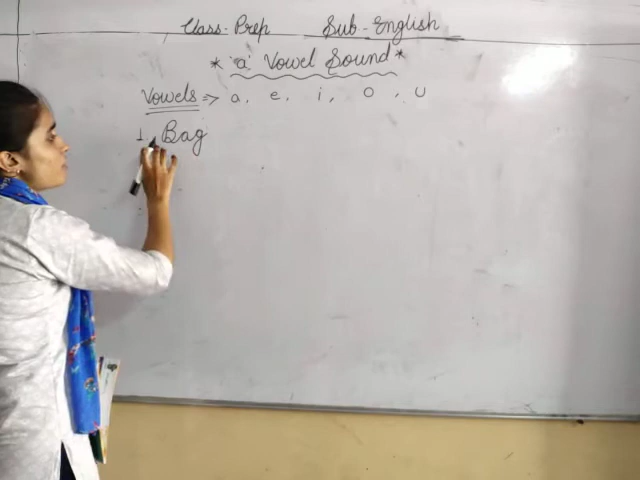 Class- Prep Sub- English
* 'a' Vowel Sound *
Vowels => a, e, i, o, u
1. Bag